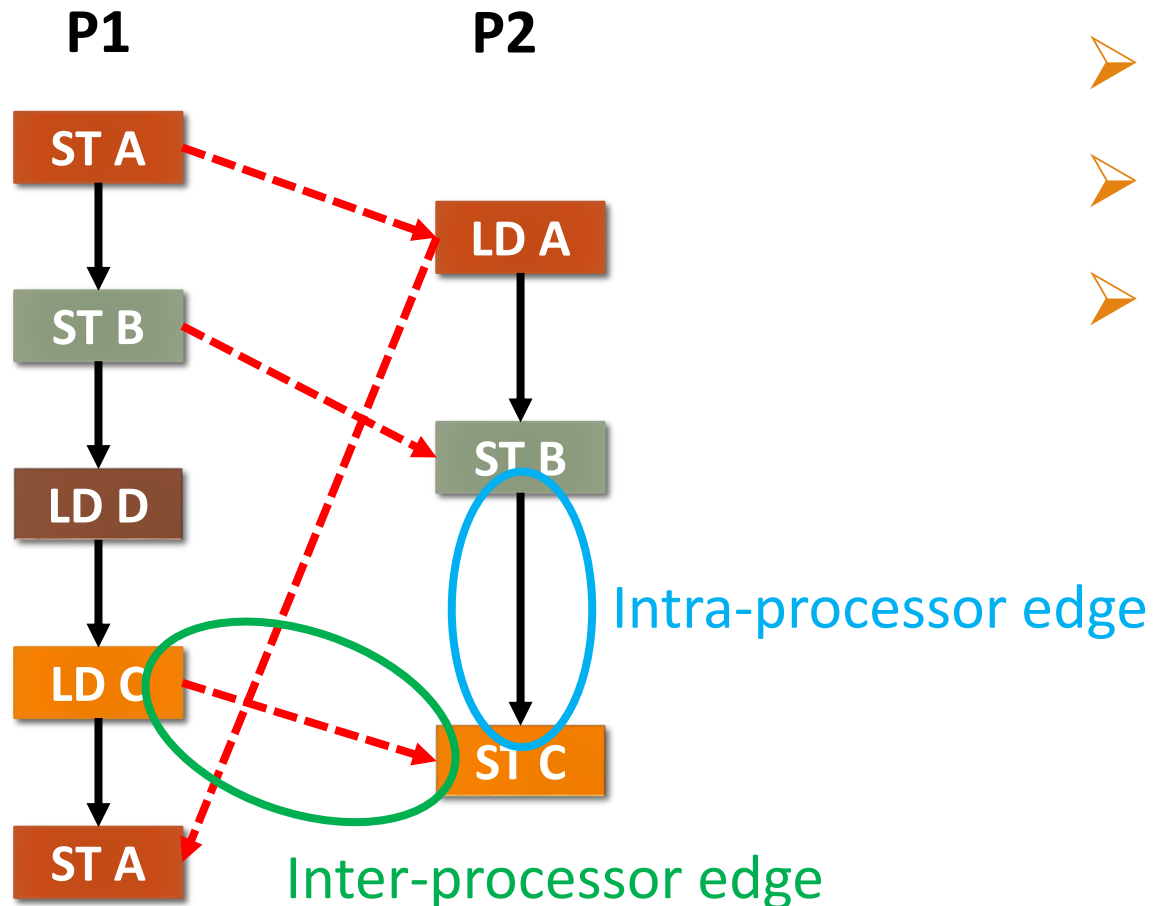 P1
P2
ST A
LD A
ST B
ST B
LD D
Intra-processor edge
LD C
ST C
ST A
Inter-processor edge